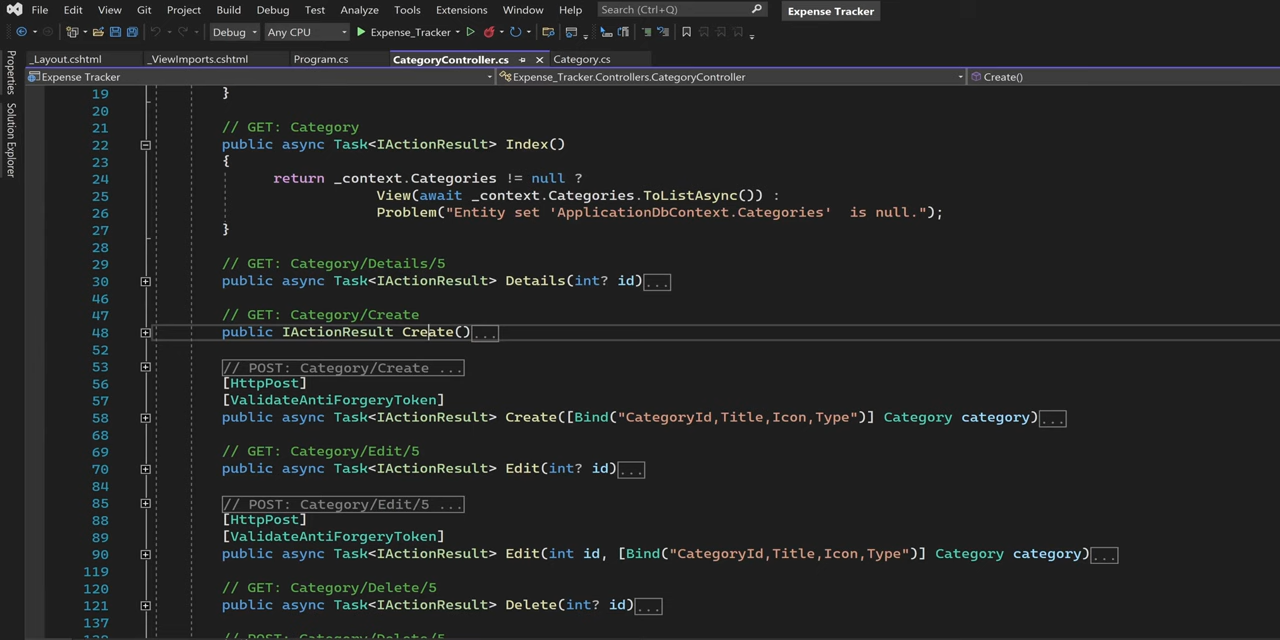 File Edit View Git Project Build Debug Test Analyze Tools Extensions Window Help Search (Ctrl+Q) Expense Tracker
Debug Any CPU Expense_Tracker
_Layout.cshtml _ViewImports.cshtml Program.cs CategoryController.cs Category.cs
Expense Tracker Expense_Tracker.Controllers.CategoryController Create()
Properties
Solution Explorer
19 }
20
21 // GET: Category
22 public async Task<IActionResult> Index()
23 {
24 return _context.Categories != null ?
25 View(await _context.Categories.ToListAsync()) :
26 Problem("Entity set 'ApplicationDbContext.Categories'  is null.");
27 }
28
29 // GET: Category/Details/5
30 public async Task<IActionResult> Details(int? id)...
46
47 // GET: Category/Create
48 public IActionResult Create()...
52
53 // POST: Category/Create ...
56 [HttpPost]
57 [ValidateAntiForgeryToken]
58 public async Task<IActionResult> Create([Bind("CategoryId,Title,Icon,Type")] Category category)...
68
69 // GET: Category/Edit/5
70 public async Task<IActionResult> Edit(int? id)...
84
85 // POST: Category/Edit/5 ...
88 [HttpPost]
89 [ValidateAntiForgeryToken]
90 public async Task<IActionResult> Edit(int id, [Bind("CategoryId,Title,Icon,Type")] Category category)...
119
120 // GET: Category/Delete/5
121 public async Task<IActionResult> Delete(int? id)...
137
138 // POST: Category/Delete/5